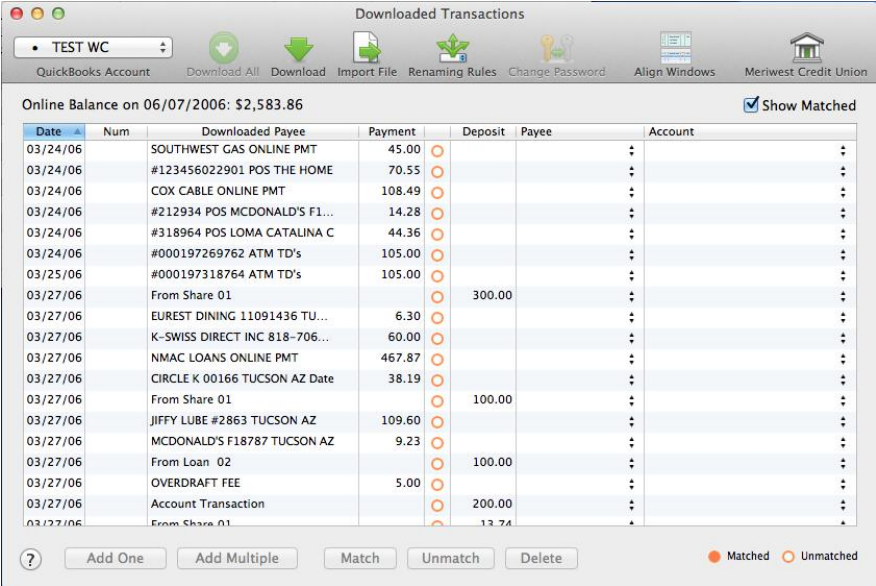 Downloaded Transactions
• TEST WC
QuickBooks Account Download All Download Import File Renaming Rules Change Password Align Windows Meriwest Credit Union
Online Balance on 06/07/2006: $2,583.86 Show Matched
Date Num Downloaded Payee Payment Deposit Payee Account
03/24/06 SOUTHWEST GAS ONLINE PMT 45.00
03/24/06 #123456022901 POS THE HOME 70.55
03/24/06 COX CABLE ONLINE PMT 108.49
03/24/06 #212934 POS MCDONALD'S F1... 14.28
03/24/06 #318964 POS LOMA CATALINA C 44.36
03/24/06 #000197269762 ATM TD's 105.00
03/25/06 #000197318764 ATM TD's 105.00
03/27/06 From Share 01 300.00
03/27/06 EUREST DINING 11091436 TU... 6.30
03/27/06 K-SWISS DIRECT INC 818-706... 60.00
03/27/06 NMAC LOANS ONLINE PMT 467.87
03/27/06 CIRCLE K 00166 TUCSON AZ Date 38.19
03/27/06 From Share 01 100.00
03/27/06 JIFFY LUBE #2863 TUCSON AZ 109.60
03/27/06 MCDONALD'S F18787 TUCSON AZ 9.23
03/27/06 From Loan 02 100.00
03/27/06 OVERDRAFT FEE 5.00
03/27/06 Account Transaction 200.00
03/27/06 From Share 01 13.74
? Add One Add Multiple Match Unmatch Delete Matched Unmatched